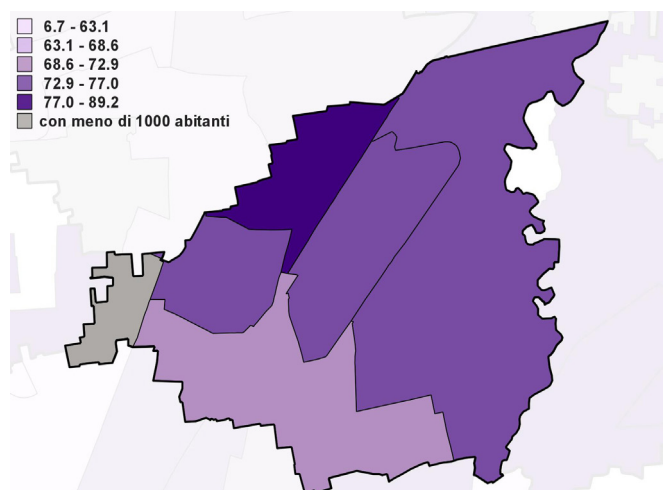 6.7 - 63.1
63.1 - 68.6
68.6 - 72.9
72.9 - 77.0
77.0 - 89.2
con meno di 1000 abitanti